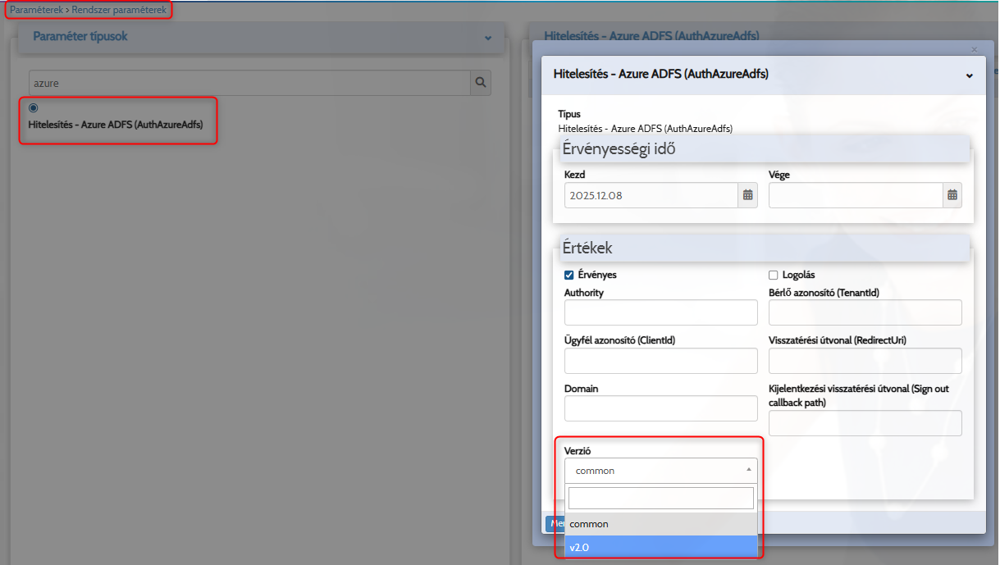 Paraméterek > Rendszer paraméterek
Paraméter típusok
azure
Hitelesítés - Azure ADFS (AuthAzureAdfs)
Hitelesítés - Azure ADFS (AuthAzureAdfs)
Hitelesítés - Azure ADFS (AuthAzureAdfs)
Típus
Hitelesítés - Azure ADFS (AuthAzureAdfs)
Érvényességi idő
Kezd
Vége
2025.12.08
Értékek
Érvényes
Logolás
Authority
Bérlő azonosító (TenantId)
Ügyfél azonosító (ClientId)
Visszatérési útvonal (RedirectUri)
Domain
Kijelentkezési visszatérési útvonal (Sign out
callback path)
Verzió
common
common
v2.0